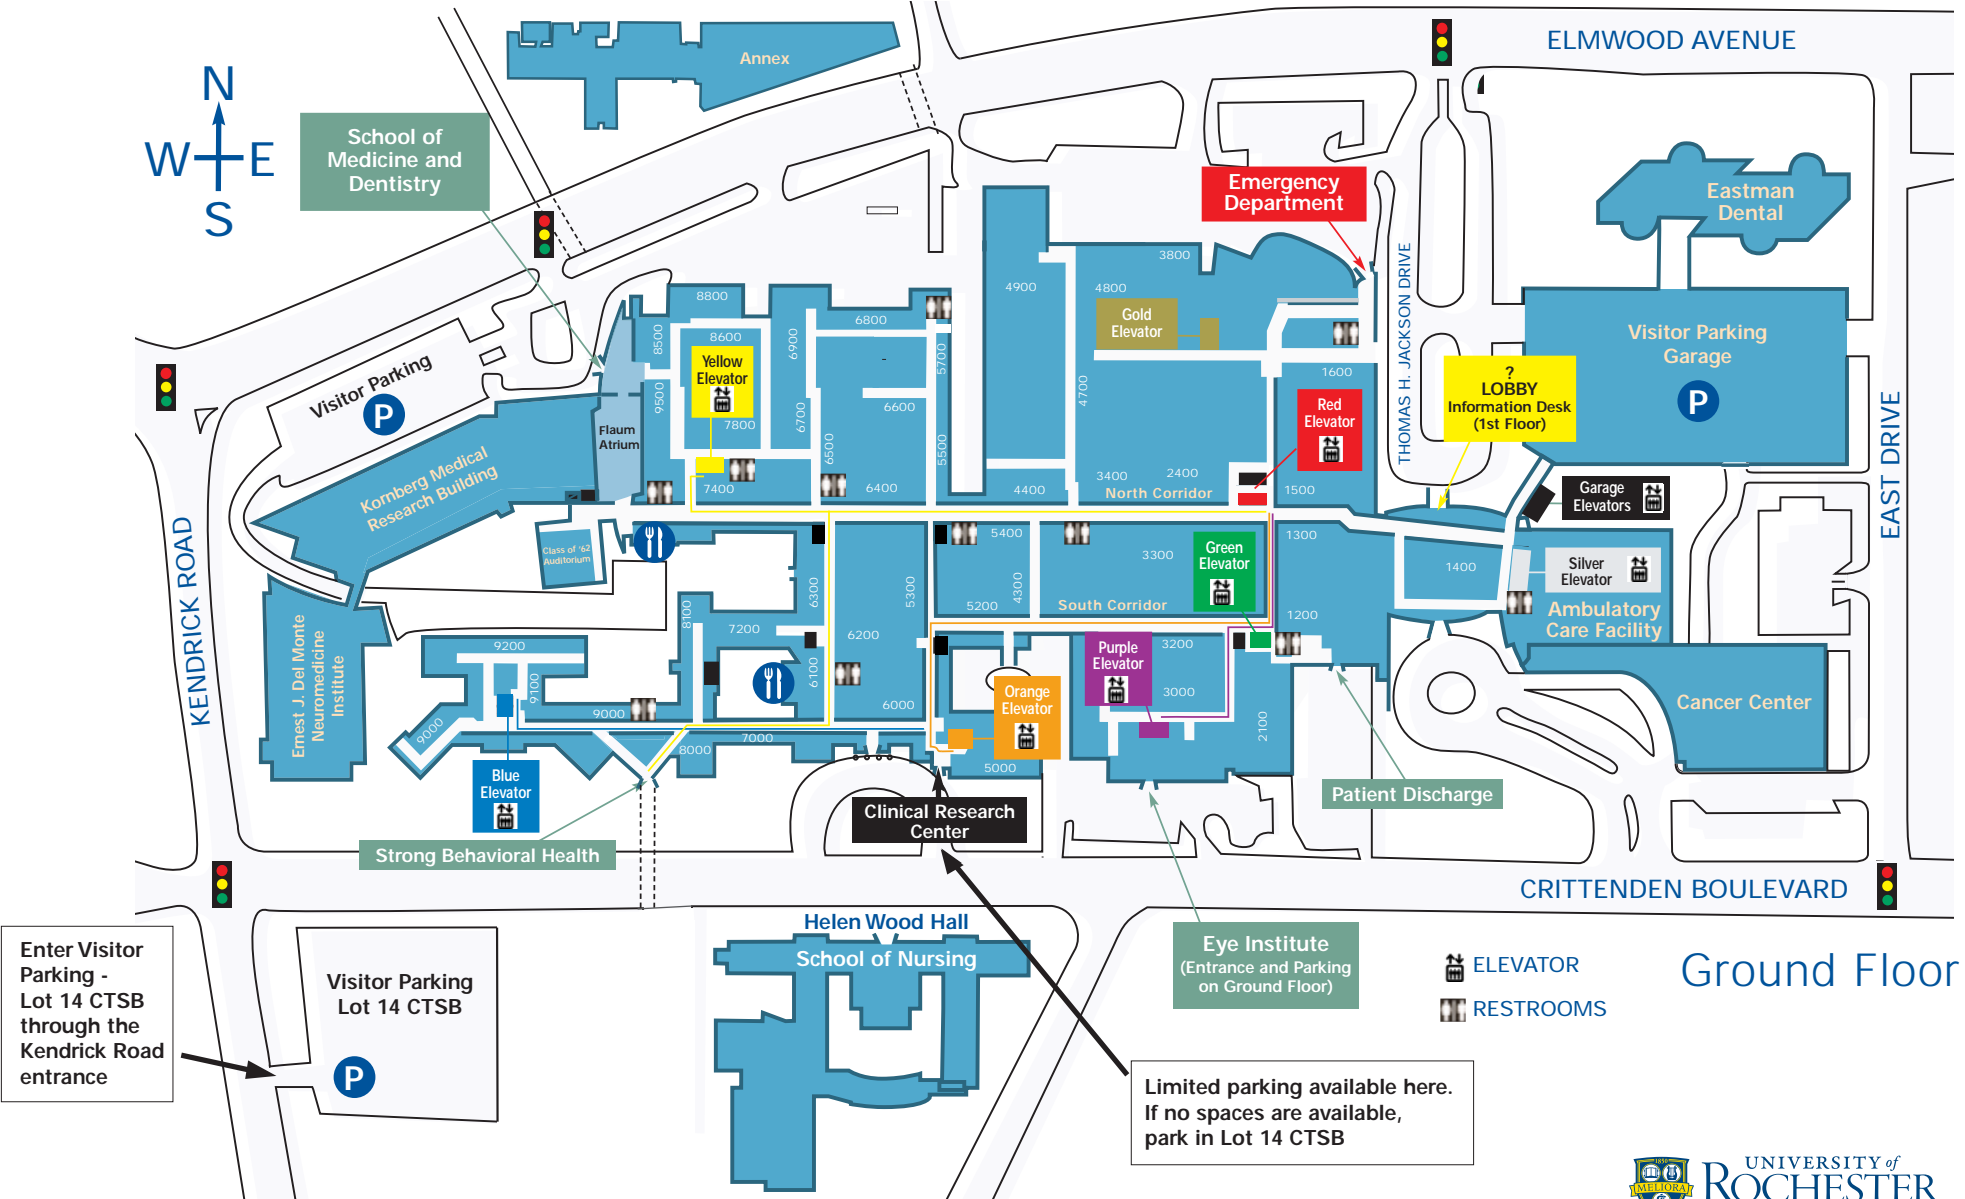 ELMWOOD AVENUE
Annex
N
W
E
S
School of
Medicine and
Dentistry
Emergency
Department
Eastman
Dental
THOMAS H. JACKSON DRIVE
3800
4900
4800
Gold
Elevator
8800
8600
8500
6900
6800
5700
Yellow
Elevator
9500
7800
6700
6600
6500
5500
4700
1600
Red
Elevator
?
LOBBY
Information Desk
(1st Floor)
Visitor Parking
Garage
P
EAST DRIVE
Visitor Parking
P
Flaum
Atrium
Kornberg Medical
Research Building
7400
6400
4400
3400
2400
North Corridor
1500
Garage
Elevators
KENDRICK ROAD
Class of '62
Auditorium
5400
3300
Green
Elevator
1300
1400
Silver
Elevator
Ambulatory
Care Facility
6300
5300
4300
5200
South Corridor
1200
8100
7200
6200
6100
Purple
Elevator
3200
3000
Ernest J. Del Monte
Neuromedicine
Institute
9200
9100
9000
9000
6000
Orange
Elevator
2100
Cancer Center
8000
7000
5000
Blue
Elevator
Clinical Research
Center
Patient Discharge
Strong Behavioral Health
CRITTENDEN BOULEVARD
Helen Wood Hall
School of Nursing
Eye Institute
(Entrance and Parking
on Ground Floor)
ELEVATOR
RESTROOMS
Ground Floor
Enter Visitor
Parking -
Lot 14 CTSB
through the
Kendrick Road
entrance
Visitor Parking
Lot 14 CTSB
P
Limited parking available here.
If no spaces are available,
park in Lot 14 CTSB
1850
MELIORA
UNIVERSITY of
ROCHESTER